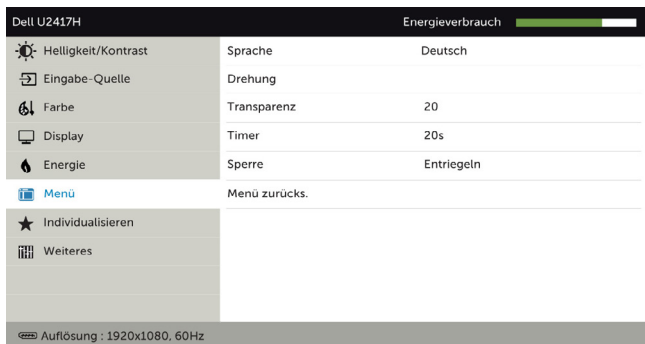 Dell U2417H Energieverbrauch
Helligkeit/Kontrast Sprache Deutsch
Eingabe-Quelle Drehung
Farbe Transparenz 20
Display Timer 20s
Energie Sperre Entriegeln
Menü Menü zurücks.
Individualisieren
Weiteres
Auflösung : 1920x1080, 60Hz